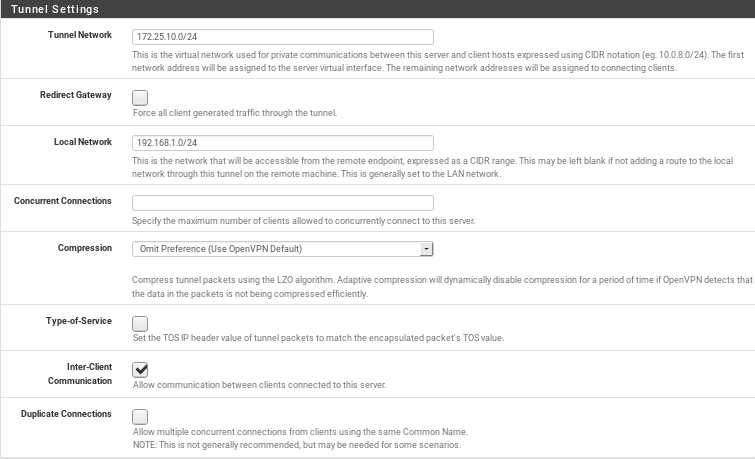 Tunnel Settings
Tunnel Network
172.25.10.0/24
This is the virtual network used for private communications between this server and client hosts expressed using CIDR notation (eg. 10.0.8.0/24). The first
network address will be assigned to the server virtual interface. The remaining network addresses will be assigned to connecting clients.
Redirect Gateway
Force all client generated traffic through the tunnel.
Local Network
192.168.1.0/24
This is the network that will be accessible from the remote endpoint, expressed as a CIDR range. This may be left blank if not adding a route to the local
network through this tunnel on the remote machine. This is generally set to the LAN network.
Concurrent Connections
Specify the maximum number of clients allowed to concurrently connect to this server.
Compression
Omit Preference (Use OpenVPN Default)
Compress tunnel packets using the LZO algorithm. Adaptive compression will dynamically disable compression for a period of time if OpenVPN detects that
the data in the packets is not being compressed efficiently.
Type-of-Service
Set the TOS IP header value of tunnel packets to match the encapsulated packet's TOS value.
Inter-Client
Communication
Allow communication between clients connected to this server.
Duplicate Connections
Allow multiple concurrent connections from clients using the same Common Name.
NOTE: This is not generally recommended, but may be needed for some scenarios.